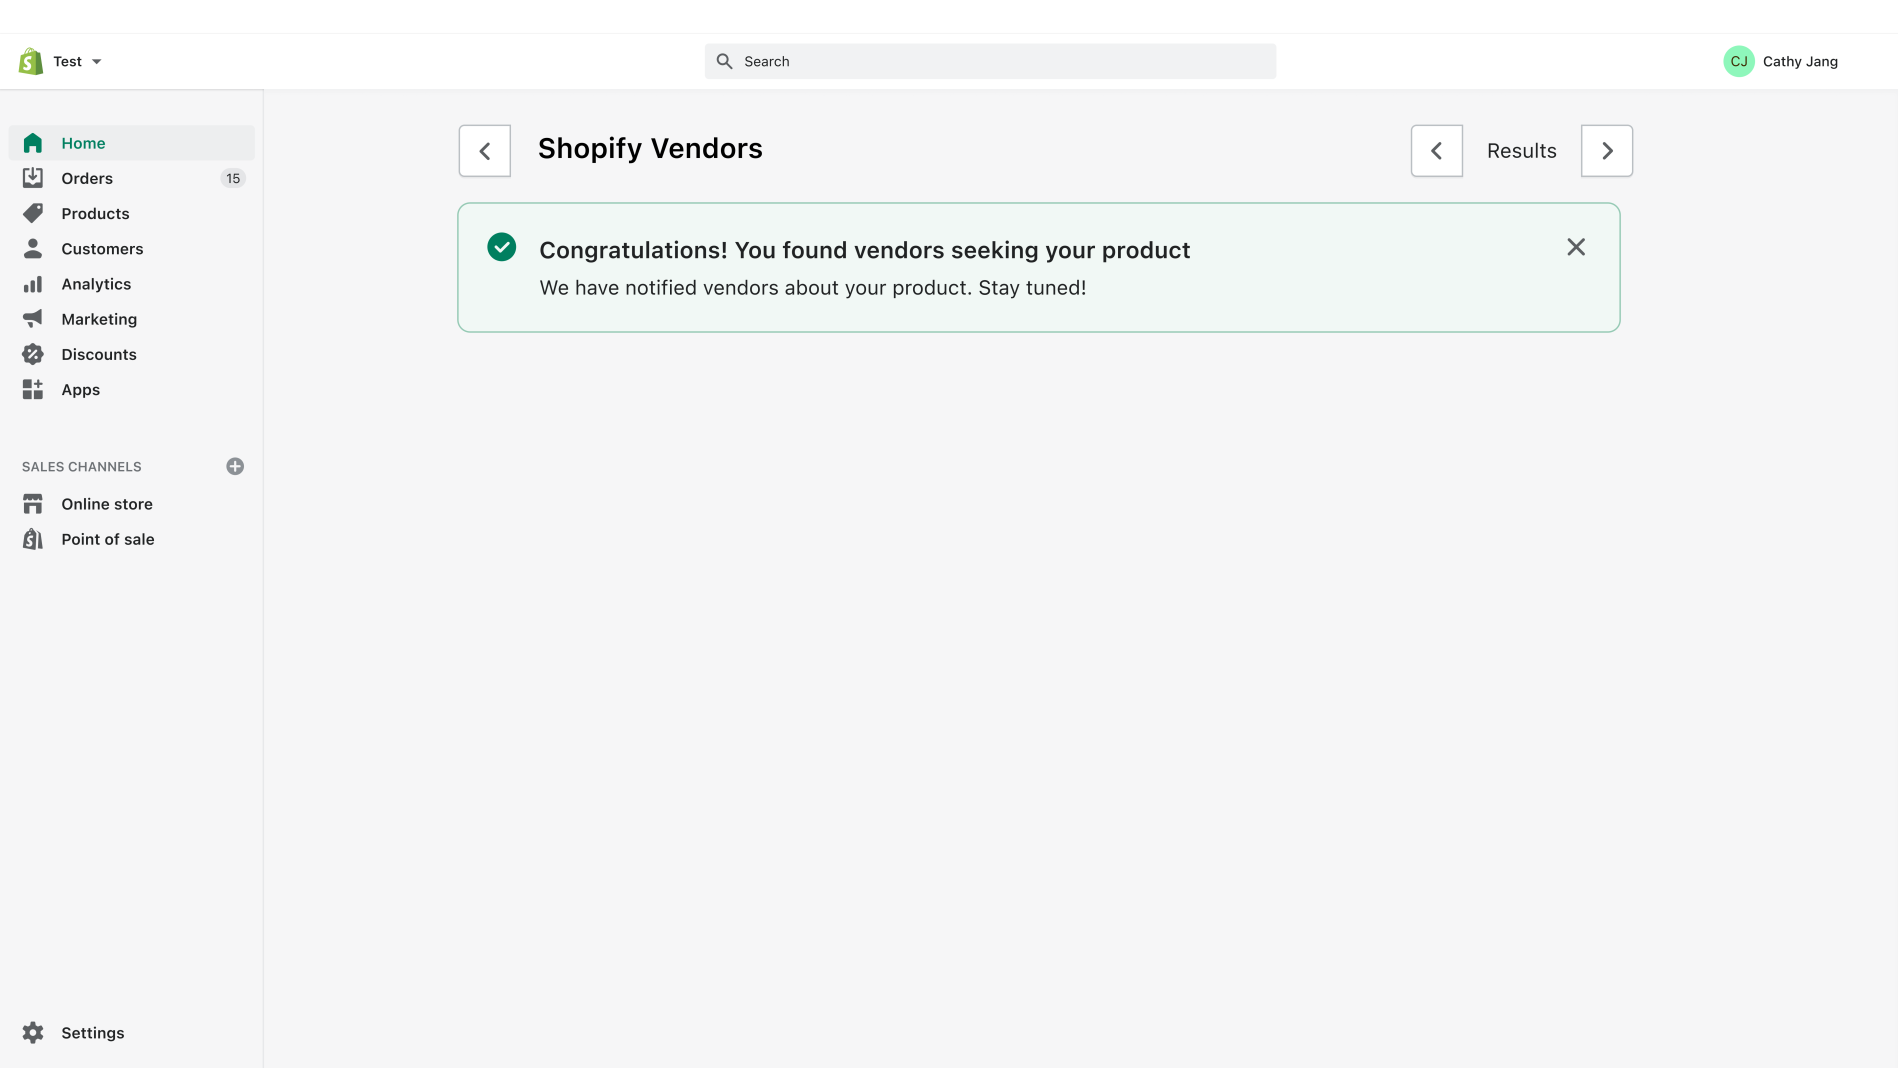 Test
Search
CJ Cathy Jang
Home
Orders 15
Products
Customers
Analytics
Marketing
Discounts
Apps
SALES CHANNELS
Online store
Point of sale
Settings
Shopify Vendors
Results
Congratulations! You found vendors seeking your product
We have notified vendors about your product. Stay tuned!